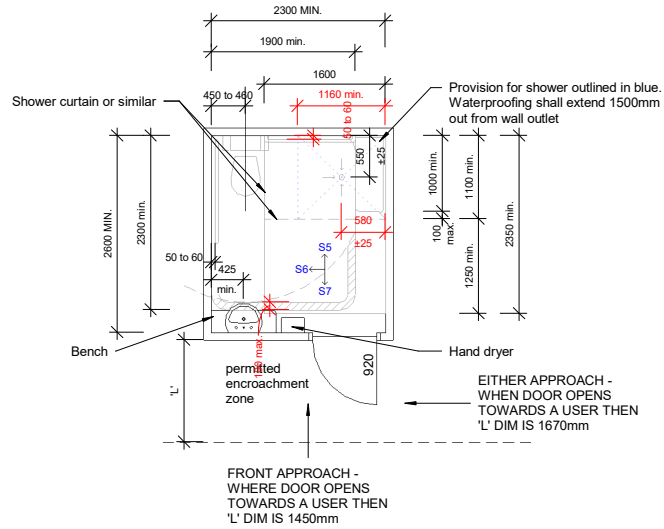 2300 MIN.
1900 min.
1600
450 to 460
1160 min.
Shower curtain or similar
Provision for shower outlined in blue.
Waterproofing shall extend 1500mm
out from wall outlet
50 to 60
550
±25
1000 min.
1100 min.
2600 MIN.
2300 min.
2350 min.
580
±25
100
max.
1250 min.
S5
S6
S7
50 to 60
425
min.
Bench
Hand dryer
permitted
encroachment
zone
max.
920
'L'
EITHER APPROACH -
WHEN DOOR OPENS
TOWARDS A USER THEN
'L' DIM IS 1670mm
FRONT APPROACH -
WHERE DOOR OPENS
TOWARDS A USER THEN
'L' DIM IS 1450mm